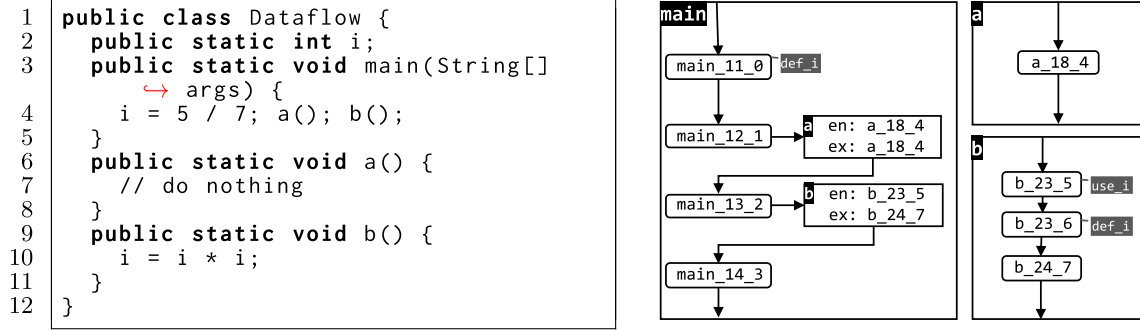 1 public class Dataflow {
2 public static int i;
3 public static void main(String[]
↪ args) {
4 i = 5 / 7; a(); b();
5 }
6 public static void a() {
7 // do nothing
8 }
9 public static void b() {
10 i = i * i;
11 }
12 }
main
main_11_0
def_i
main_12_1
a
en: a_18_4
ex: a_18_4
main_13_2
b
en: b_23_5
ex: b_24_7
main_14_3
a
a_18_4
b
b_23_5
use_i
b_23_6
def_i
b_24_7